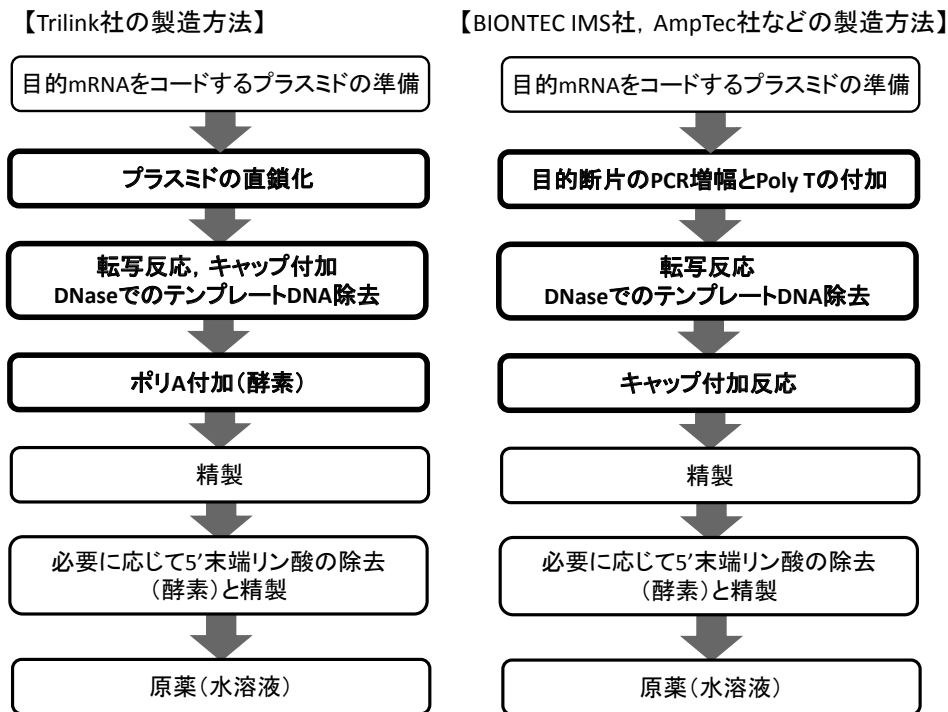 【Trilink社の製造方法】
目的mRNAをコードするプラスミドの準備
プラスミドの直鎖化
転写反応, キャップ付加
DNaseでのテンプレートDNA除去
ポリA付加（酵素）
精製
必要に応じて5’末端リン酸の除去
（酵素）と精製
原薬（水溶液）
【BIONTEC IMS社, AmpTec社などの製造方法】
目的mRNAをコードするプラスミドの準備
目的断片のPCR増幅とPoly Tの付加
転写反応
DNaseでのテンプレートDNA除去
キャップ付加反応
精製
必要に応じて5’末端リン酸の除去
（酵素）と精製
原薬（水溶液）